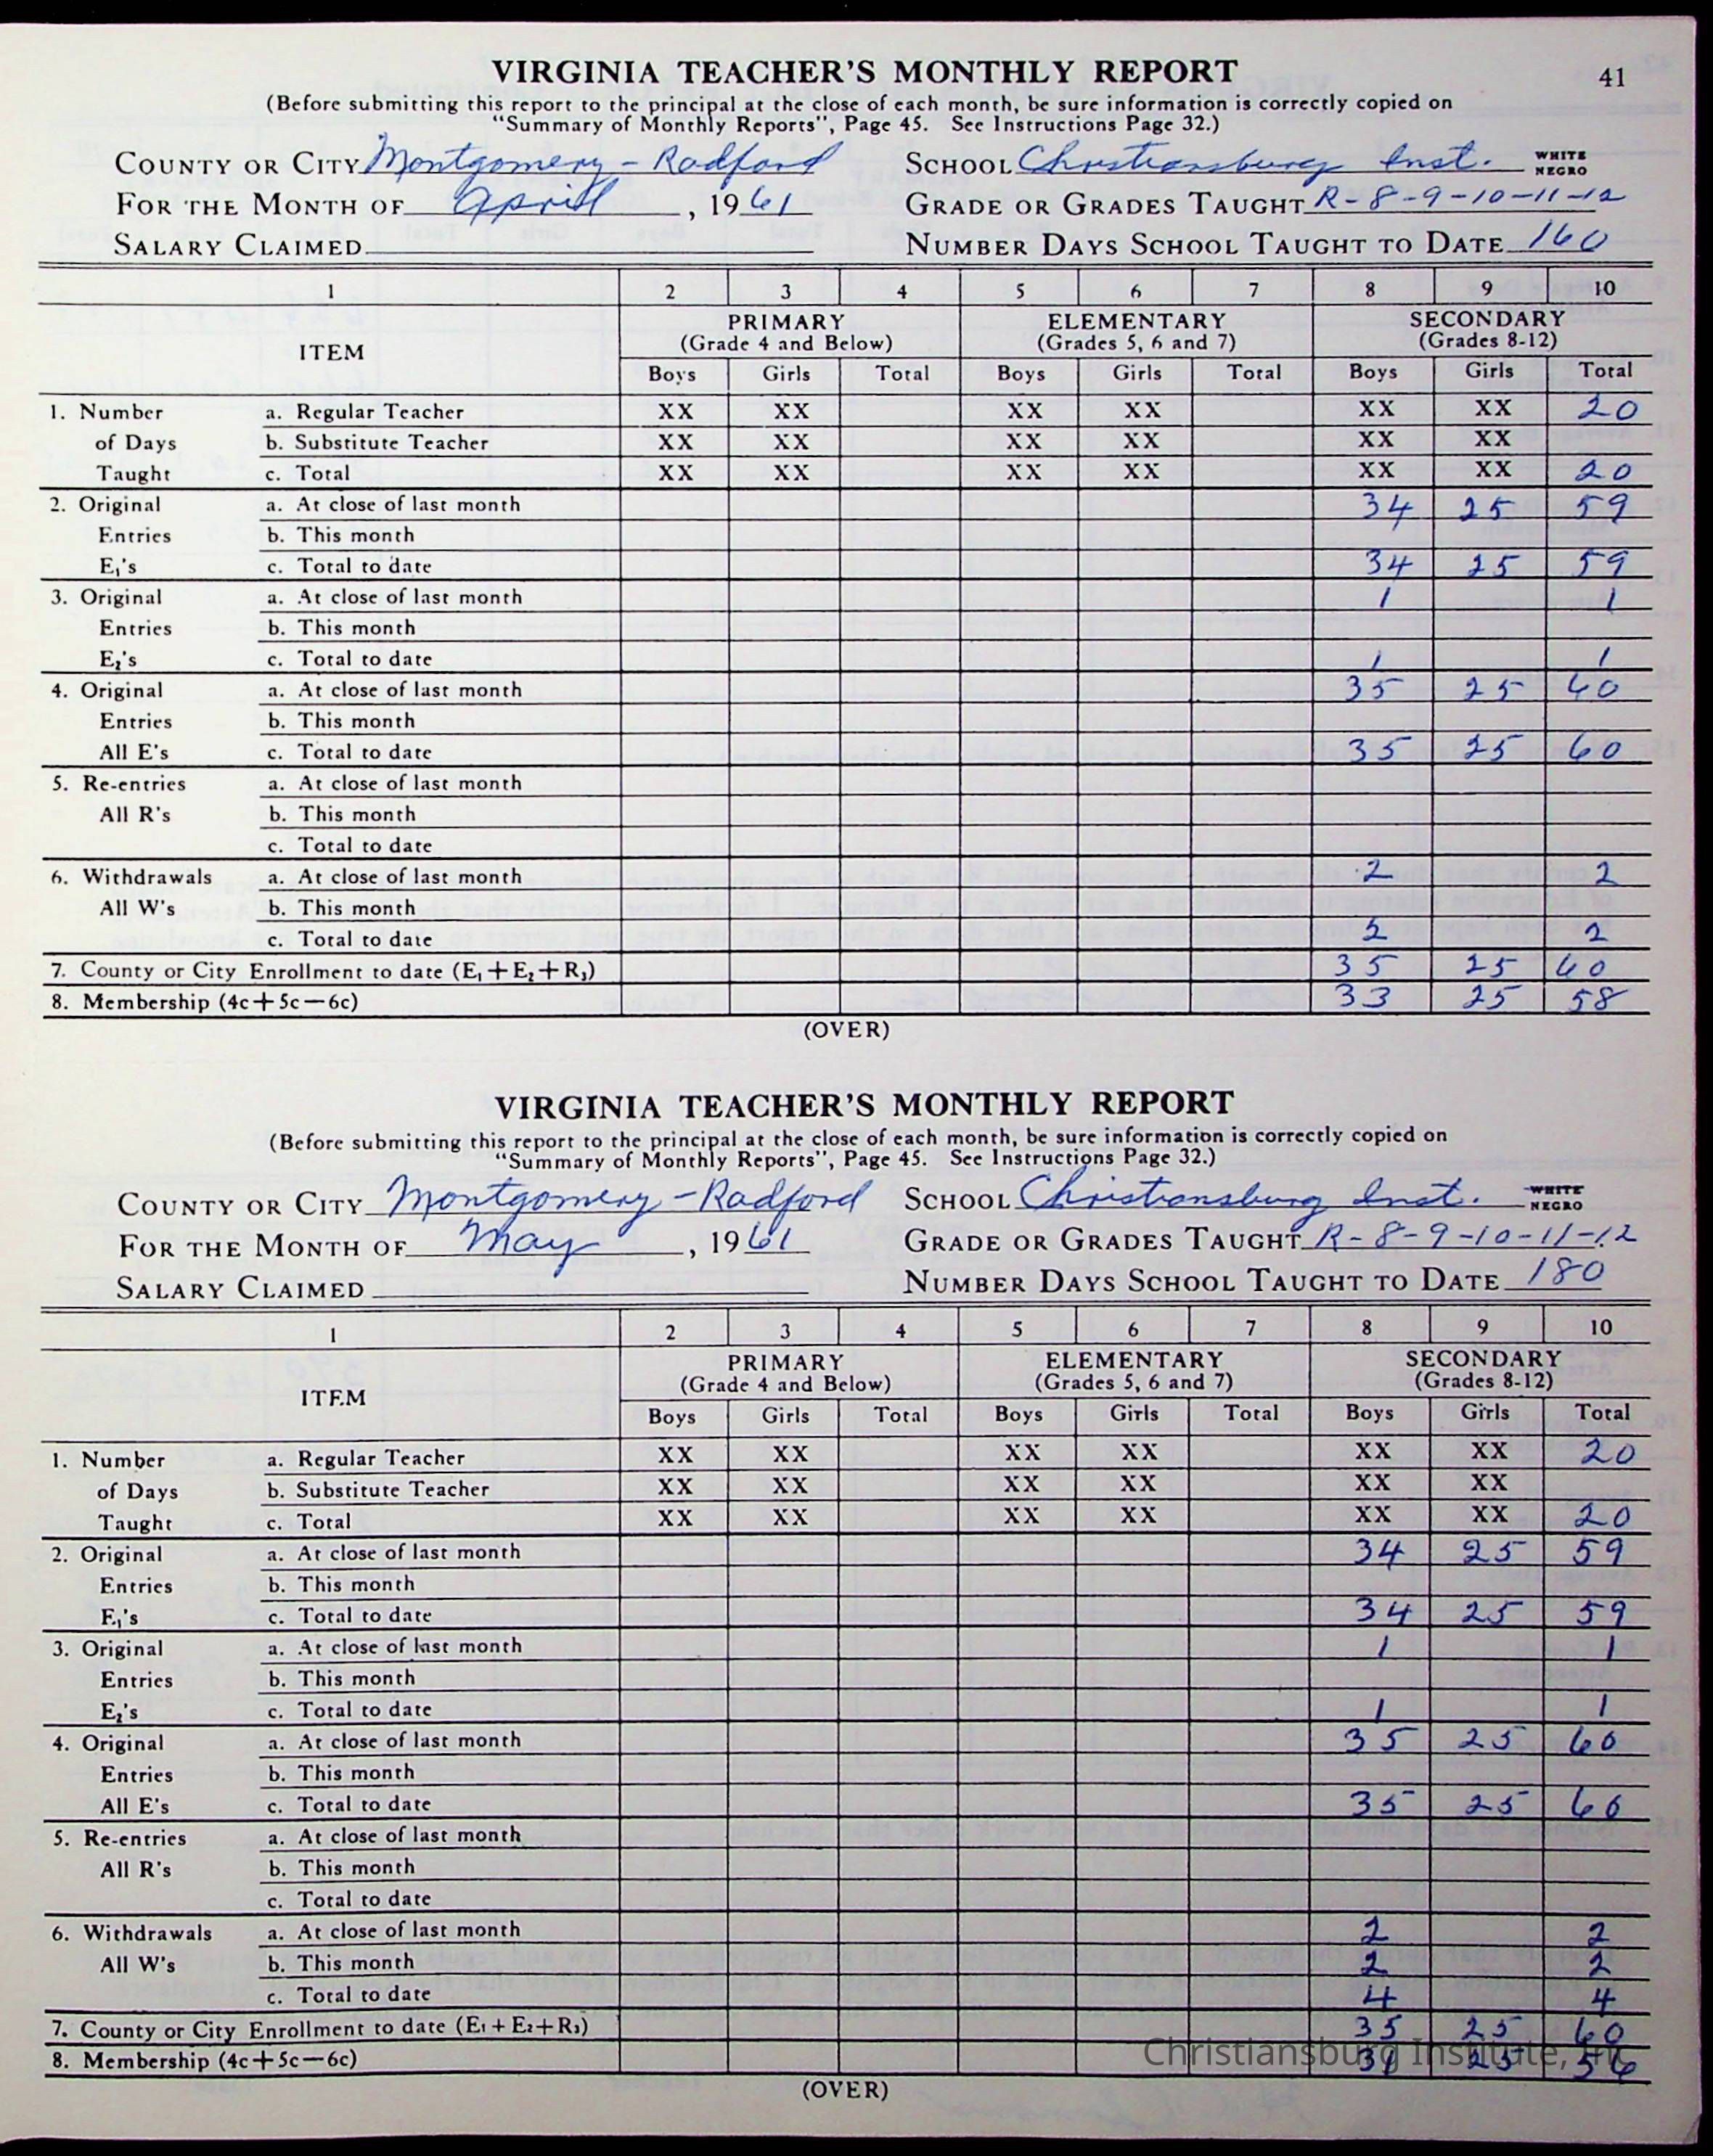 41
VIRGINIA TEACHER'S MONTHLY REPORT
(Before submitting this report to the principal at the close of each month, be sure information is correctly copied on
"Summary of Monthly Reports", Page 45. See Instructions Page 32.)
COUNTY OR CITY Montgomery - Radford SCHOOL Christiansburg Inst. WHITE NEGRO
FOR THE MONTH OF April, 1961 GRADE OR GRADES TAUGHT R-8-9-10-11-12
SALARY CLAIMED NUMBER DAYS SCHOOL TAUGHT TO DATE 160
1 2 3 4 5 6 7 8 9 10
PRIMARY ELEMENTARY SECONDARY
ITEM (Grade 4 and Below) (Grades 5, 6 and 7) (Grades 8-12)
Boys Girls Total Boys Girls Total Boys Girls Total
1. Number a. Regular Teacher XX XX XX XX XX XX 20
of Days b. Substitute Teacher XX XX XX XX XX XX
Taught c. Total XX XX XX XX XX XX 20
2. Original a. At close of last month 34 25 59
Entries b. This month
E₁'s c. Total to date 34 25 59
3. Original a. At close of last month 1 1
Entries b. This month
E₂'s c. Total to date 1 1
4. Original a. At close of last month 35 25 60
Entries b. This month
All E's c. Total to date 35 25 60
5. Re-entries a. At close of last month
All R's b. This month
c. Total to date
6. Withdrawals a. At close of last month 2 2
All W's b. This month
c. Total to date 2 2
7. County or City Enrollment to date (E₁+E₂+R₃) 35 25 60
8. Membership (4c+5c—6c) 33 25 58
(OVER)
VIRGINIA TEACHER'S MONTHLY REPORT
(Before submitting this report to the principal at the close of each month, be sure information is correctly copied on
"Summary of Monthly Reports", Page 45. See Instructions Page 32.)
COUNTY OR CITY Montgomery - Radford SCHOOL Christiansburg Inst. WHITE NEGRO
FOR THE MONTH OF May, 1961 GRADE OR GRADES TAUGHT R-8-9-10-11-12
SALARY CLAIMED NUMBER DAYS SCHOOL TAUGHT TO DATE 180
1 2 3 4 5 6 7 8 9 10
PRIMARY ELEMENTARY SECONDARY
ITEM (Grade 4 and Below) (Grades 5, 6 and 7) (Grades 8-12)
Boys Girls Total Boys Girls Total Boys Girls Total
1. Number a. Regular Teacher XX XX XX XX XX XX 20
of Days b. Substitute Teacher XX XX XX XX XX XX
Taught c. Total XX XX XX XX XX XX 20
2. Original a. At close of last month 34 25 59
Entries b. This month
E₁'s c. Total to date 34 25 59
3. Original a. At close of last month 1 1
Entries b. This month
E₂'s c. Total to date 1 1
4. Original a. At close of last month 35 25 60
Entries b. This month
All E's c. Total to date 35 25 60
5. Re-entries a. At close of last month
All R's b. This month
c. Total to date
6. Withdrawals a. At close of last month 2 2
All W's b. This month 2 2
c. Total to date 4 4
7. County or City Enrollment to date (E₁+E₂+R₃) 35 25 60
8. Membership (4c+5c—6c) 31 25 56
Christiansburg Institute, Inc
(OVER)